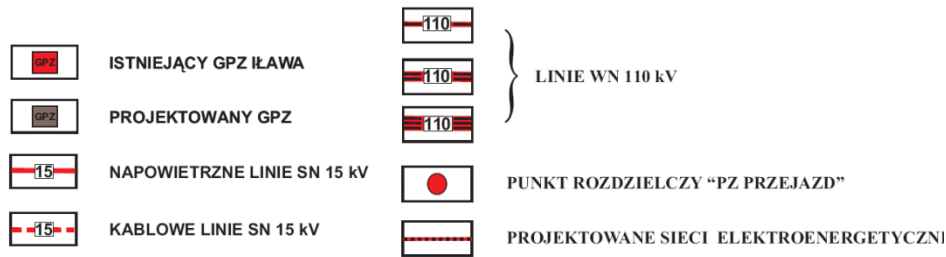 GPZ ISTNIEJĄCY GPZ IŁAWA
GPZ PROJEKTOWANY GPZ
15 NAPOWIETRZNE LINIE SN 15 kV
15 KABLOWE LINIE SN 15 kV
110
110 LINIE WN 110 kV
110
PUNKT ROZDZIELCZY “PZ PRZEJAZD”
PROJEKTOWANE SIECI ELEKTROENERGETYCZN